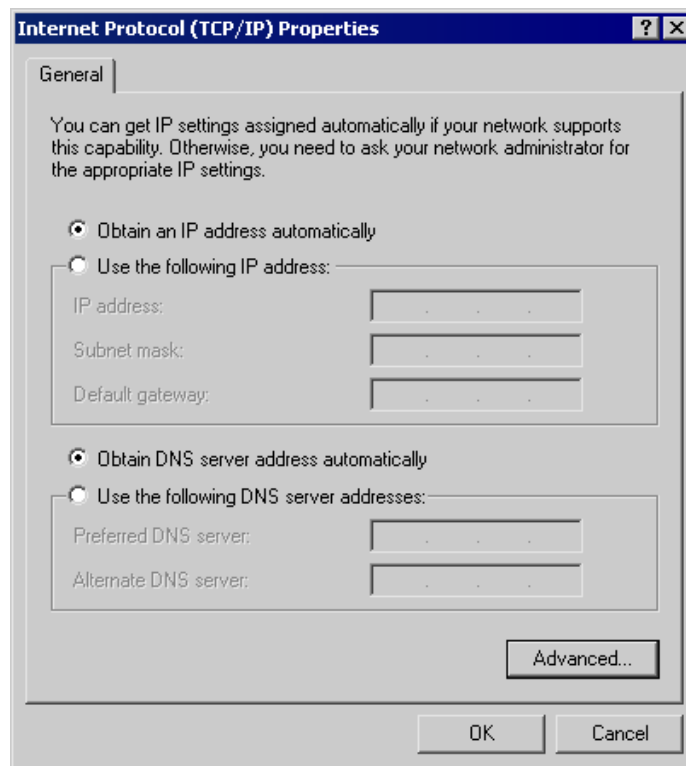 Internet Protocol (TCP/IP) Properties
General
You can get IP settings assigned automatically if your network supports
this capability. Otherwise, you need to ask your network administrator for
the appropriate IP settings.
Obtain an IP address automatically
Use the following IP address:
IP address:
Subnet mask:
Default gateway:
Obtain DNS server address automatically
Use the following DNS server addresses:
Preferred DNS server:
Alternate DNS server:
Advanced...
OK
Cancel